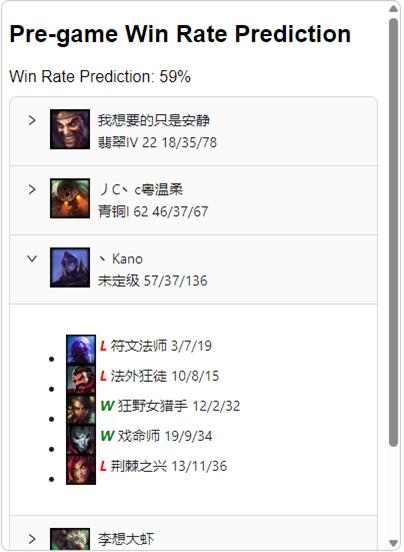 Pre-game Win Rate Prediction
Win Rate Prediction: 59%
我想要的只是安静
翡翠IV 22 18/35/78
丿C丶c粤温柔
青铜I 62 46/37/67
丶Kano
未定级 57/37/136
L 符文法师 3/7/19
L 法外狂徒 10/8/15
W 狂野女猎手 12/2/32
W 戏命师 19/9/34
L 荆棘之兴 13/11/36
李想大虾